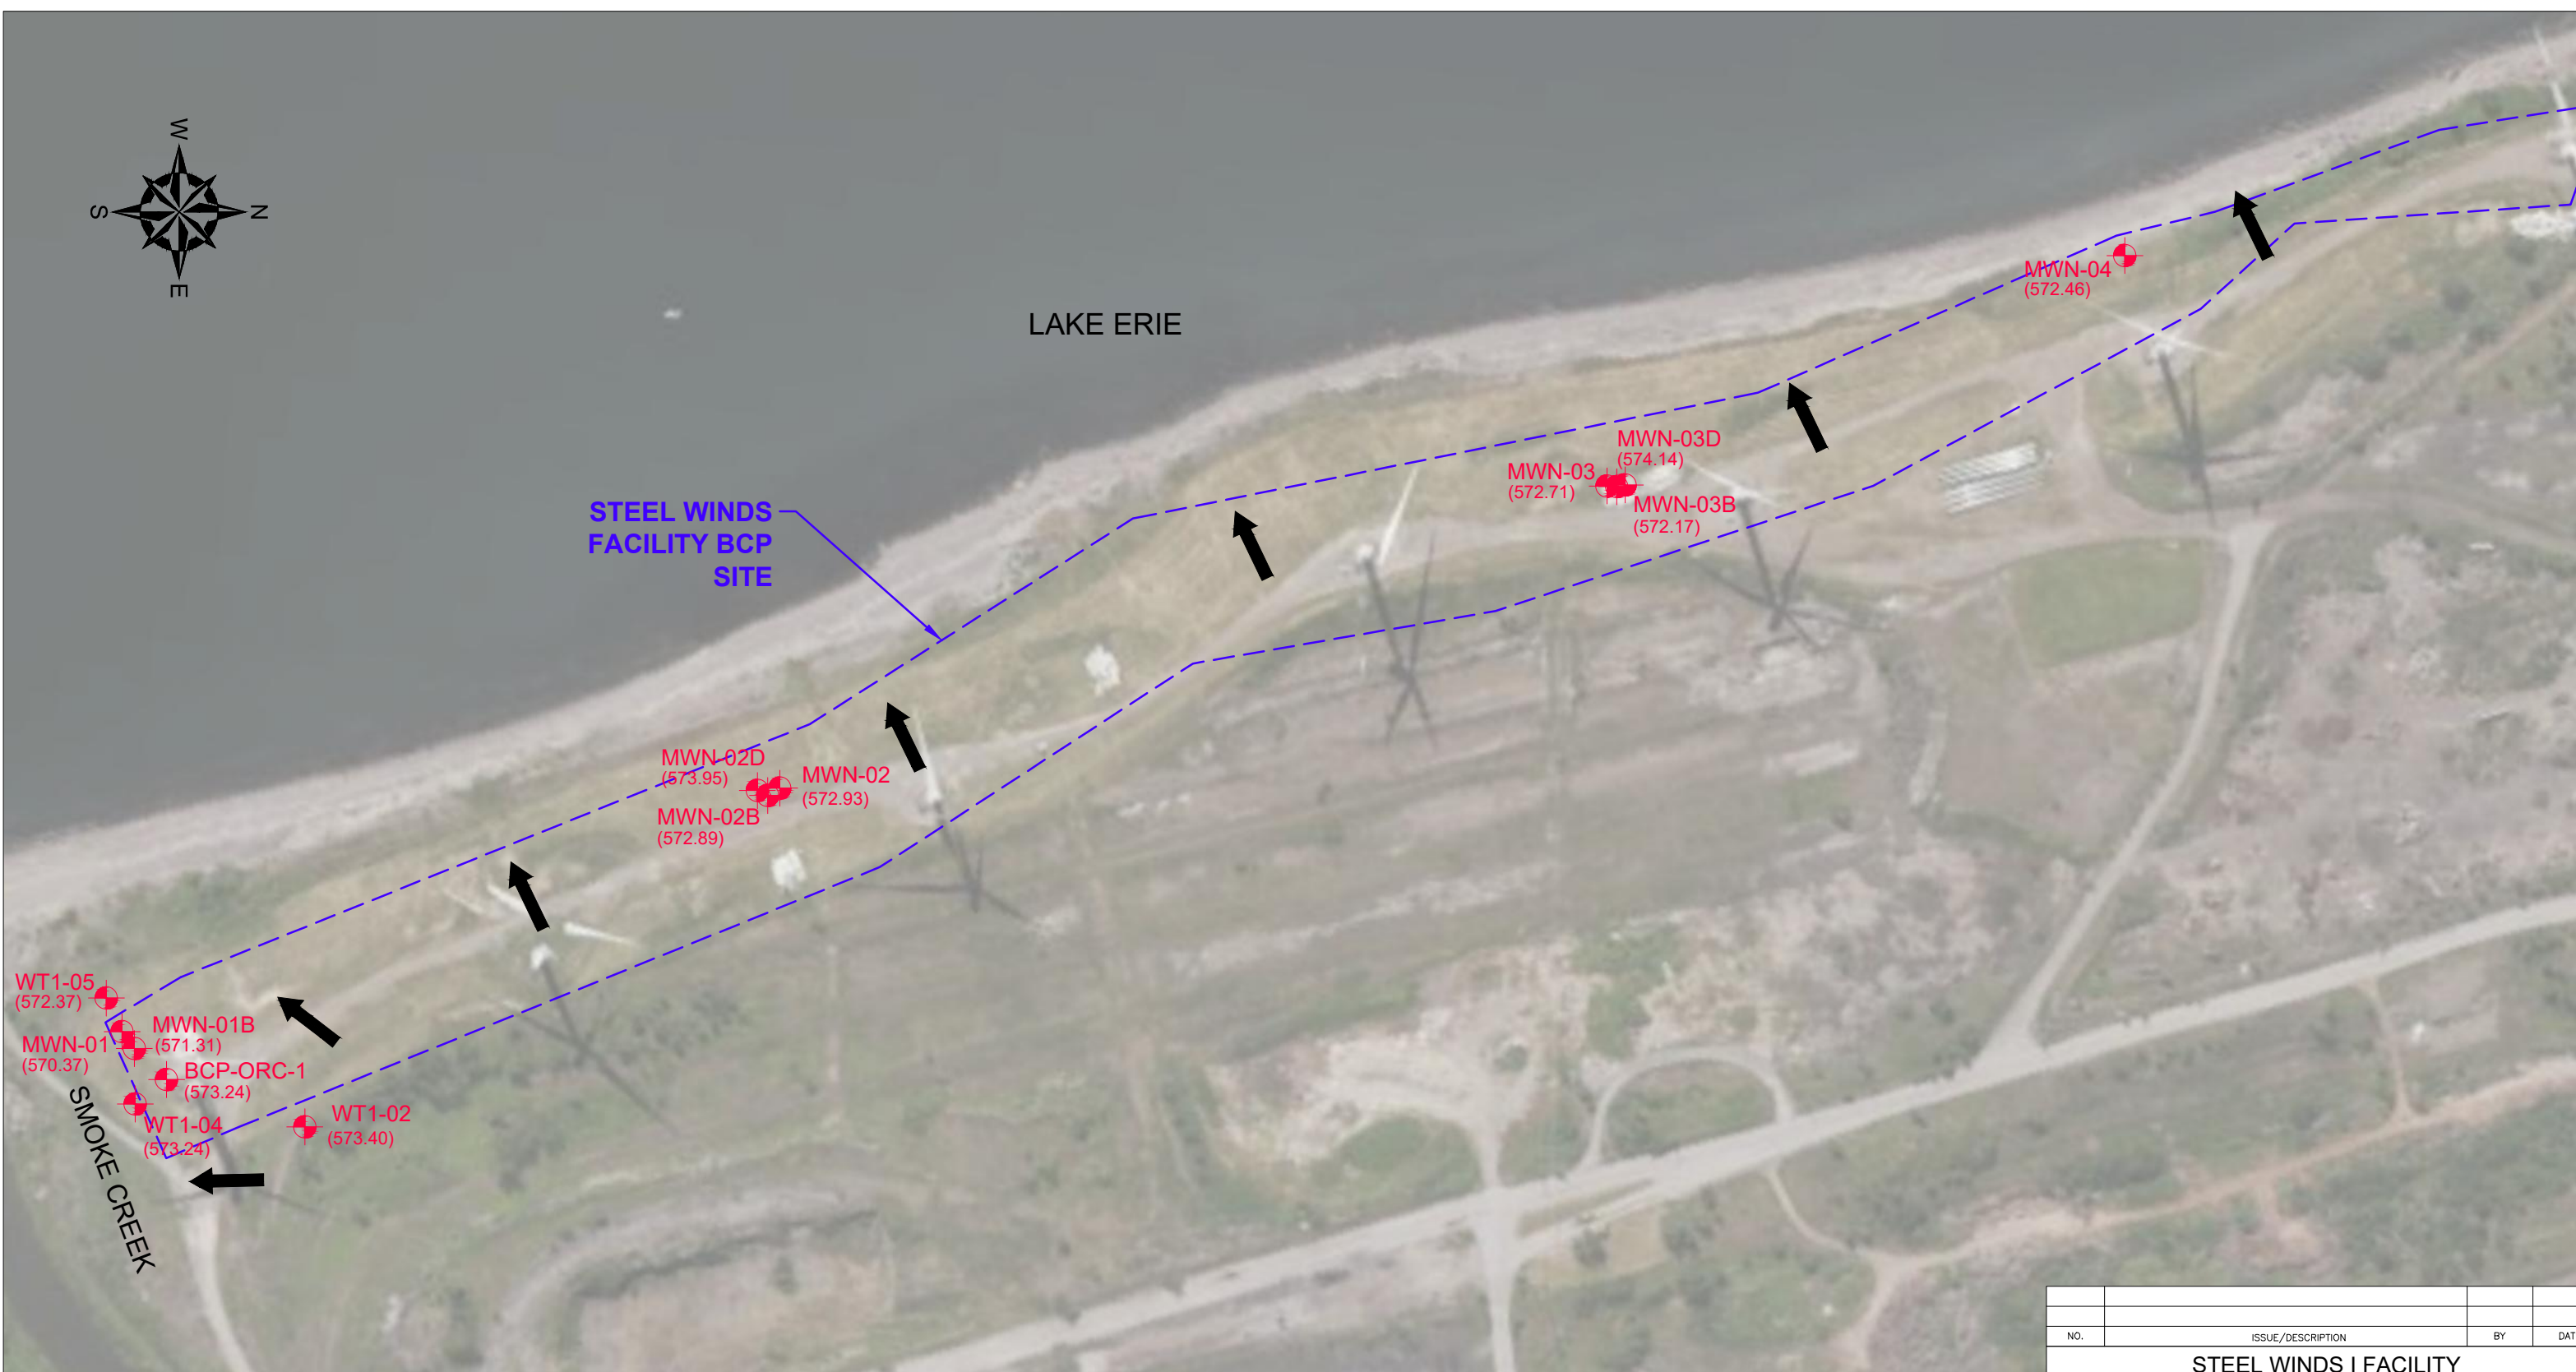 W
S
N
E
LAKE ERIE
MWN-04
(572.46)
MWN-03D
(574.14)
MWN-03
(572.71)
MWN-03B
(572.17)
STEEL WINDS
FACILITY BCP
SITE
MWN-02D
(573.95)
MWN-02
(572.93)
MWN-02B
(572.89)
WT1-05
(572.37)
MWN-01B
(571.31)
MWN-01
(570.37)
BCP-ORC-1
(573.24)
WT1-04
(573.24)
WT1-02
(573.40)
SMOKE CREEK
NO. ISSUE/DESCRIPTION BY DAT
STEEL WINDS I FACILITY